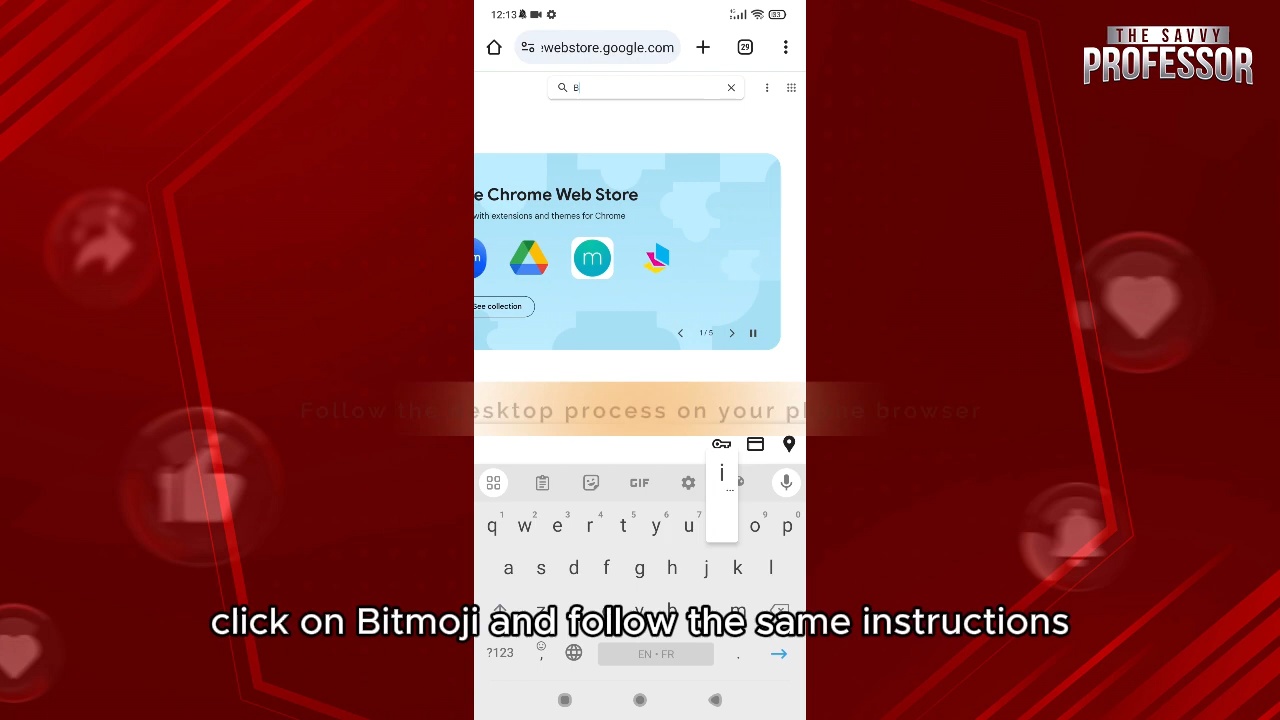 12:13
83
THE SAVVY
PROFESSOR
:webstore.google.com
29
B
e Chrome Web Store
with extensions and themes for Chrome
m
m
See collection
1/5
Follow the desktop process on your phone browser
i
...
GIF
1 2 3 4 5 6 7 9 0
q w e r t y u o p
a s d f g h j k l
click on Bitmoji and follow the same instructions
?123
,
EN • FR
.